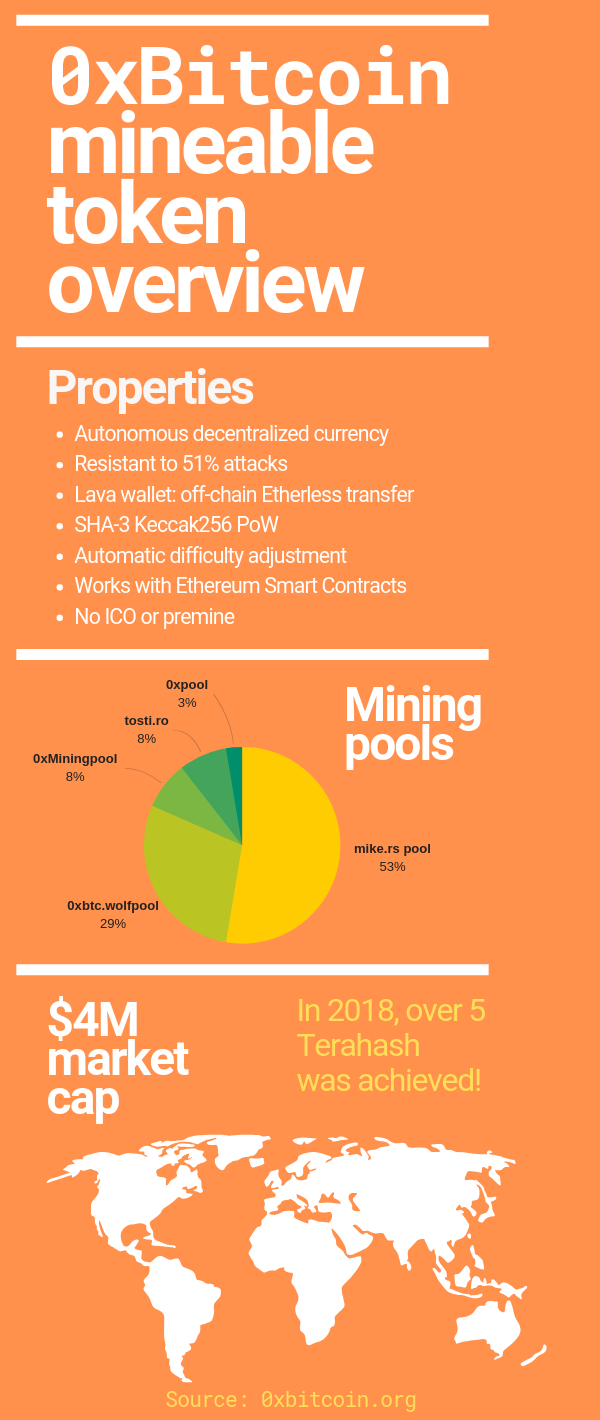 0xBitcoin
mineable
token
overview
Properties
Autonomous decentralized currency
Resistant to 51% attacks
Lava wallet: off-chain Etherless transfer
SHA-3 Keccak256 PoW
Automatic difficulty adjustment
Works with Ethereum Smart Contracts
No ICO or premine
Mining
pools
0xpool
3%
tosti.ro
8%
0xMiningpool
8%
mike.rs pool
53%
0xbtc.wolfpool
29%
$4M
market
cap
In 2018, over 5
Terahash
was achieved!
Source: 0xbitcoin.org